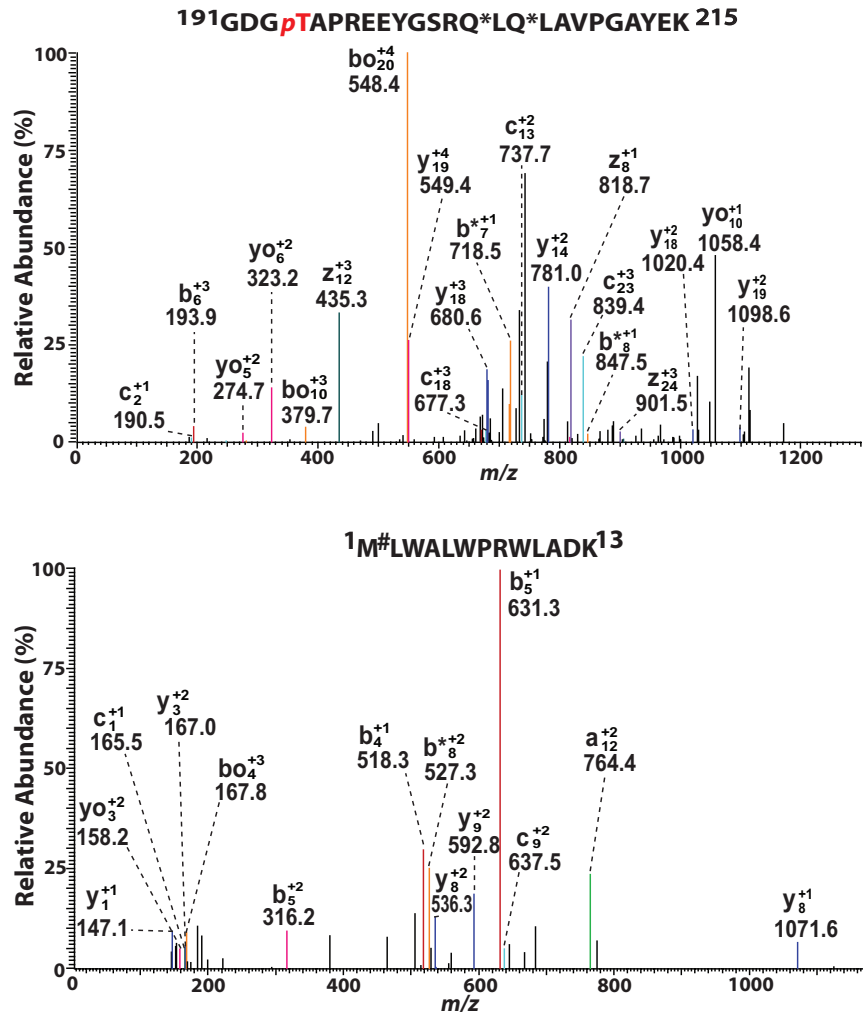 191GDGpTAPREEYGSRQ*LQ*LAVPGAYEK 215
Relative Abundance (%)
100
75
50
25
0
bo20+4
548.4
y19+4
549.4
c13+2
737.7
z8+1
818.7
b*7+1
718.5
y14+2
781.0
y18+2
1020.4
yo10+1
1058.4
yo6+2
323.2
z12+3
435.3
y18+3
680.6
c23+3
839.4
y19+2
1098.6
b6+3
193.9
b*8+1
847.5
yo5+2
274.7
bo10+3
379.7
c18+3
677.3
z24+3
901.5
c2+1
190.5
0 200 400 600 800 1000 1200
m/z
1M#LWALWPRWLADK13
Relative Abundance (%)
100
75
50
25
0
b5+1
631.3
y3+2
167.0
c1+1
165.5
bo4+3
167.8
b4+1
518.3
b*8+2
527.3
a12+2
764.4
yo3+2
158.2
y9+2
592.8
c9+2
637.5
y1+1
147.1
b5+2
316.2
y8+2
536.3
y8+1
1071.6
0 200 400 600 800 1000
m/z